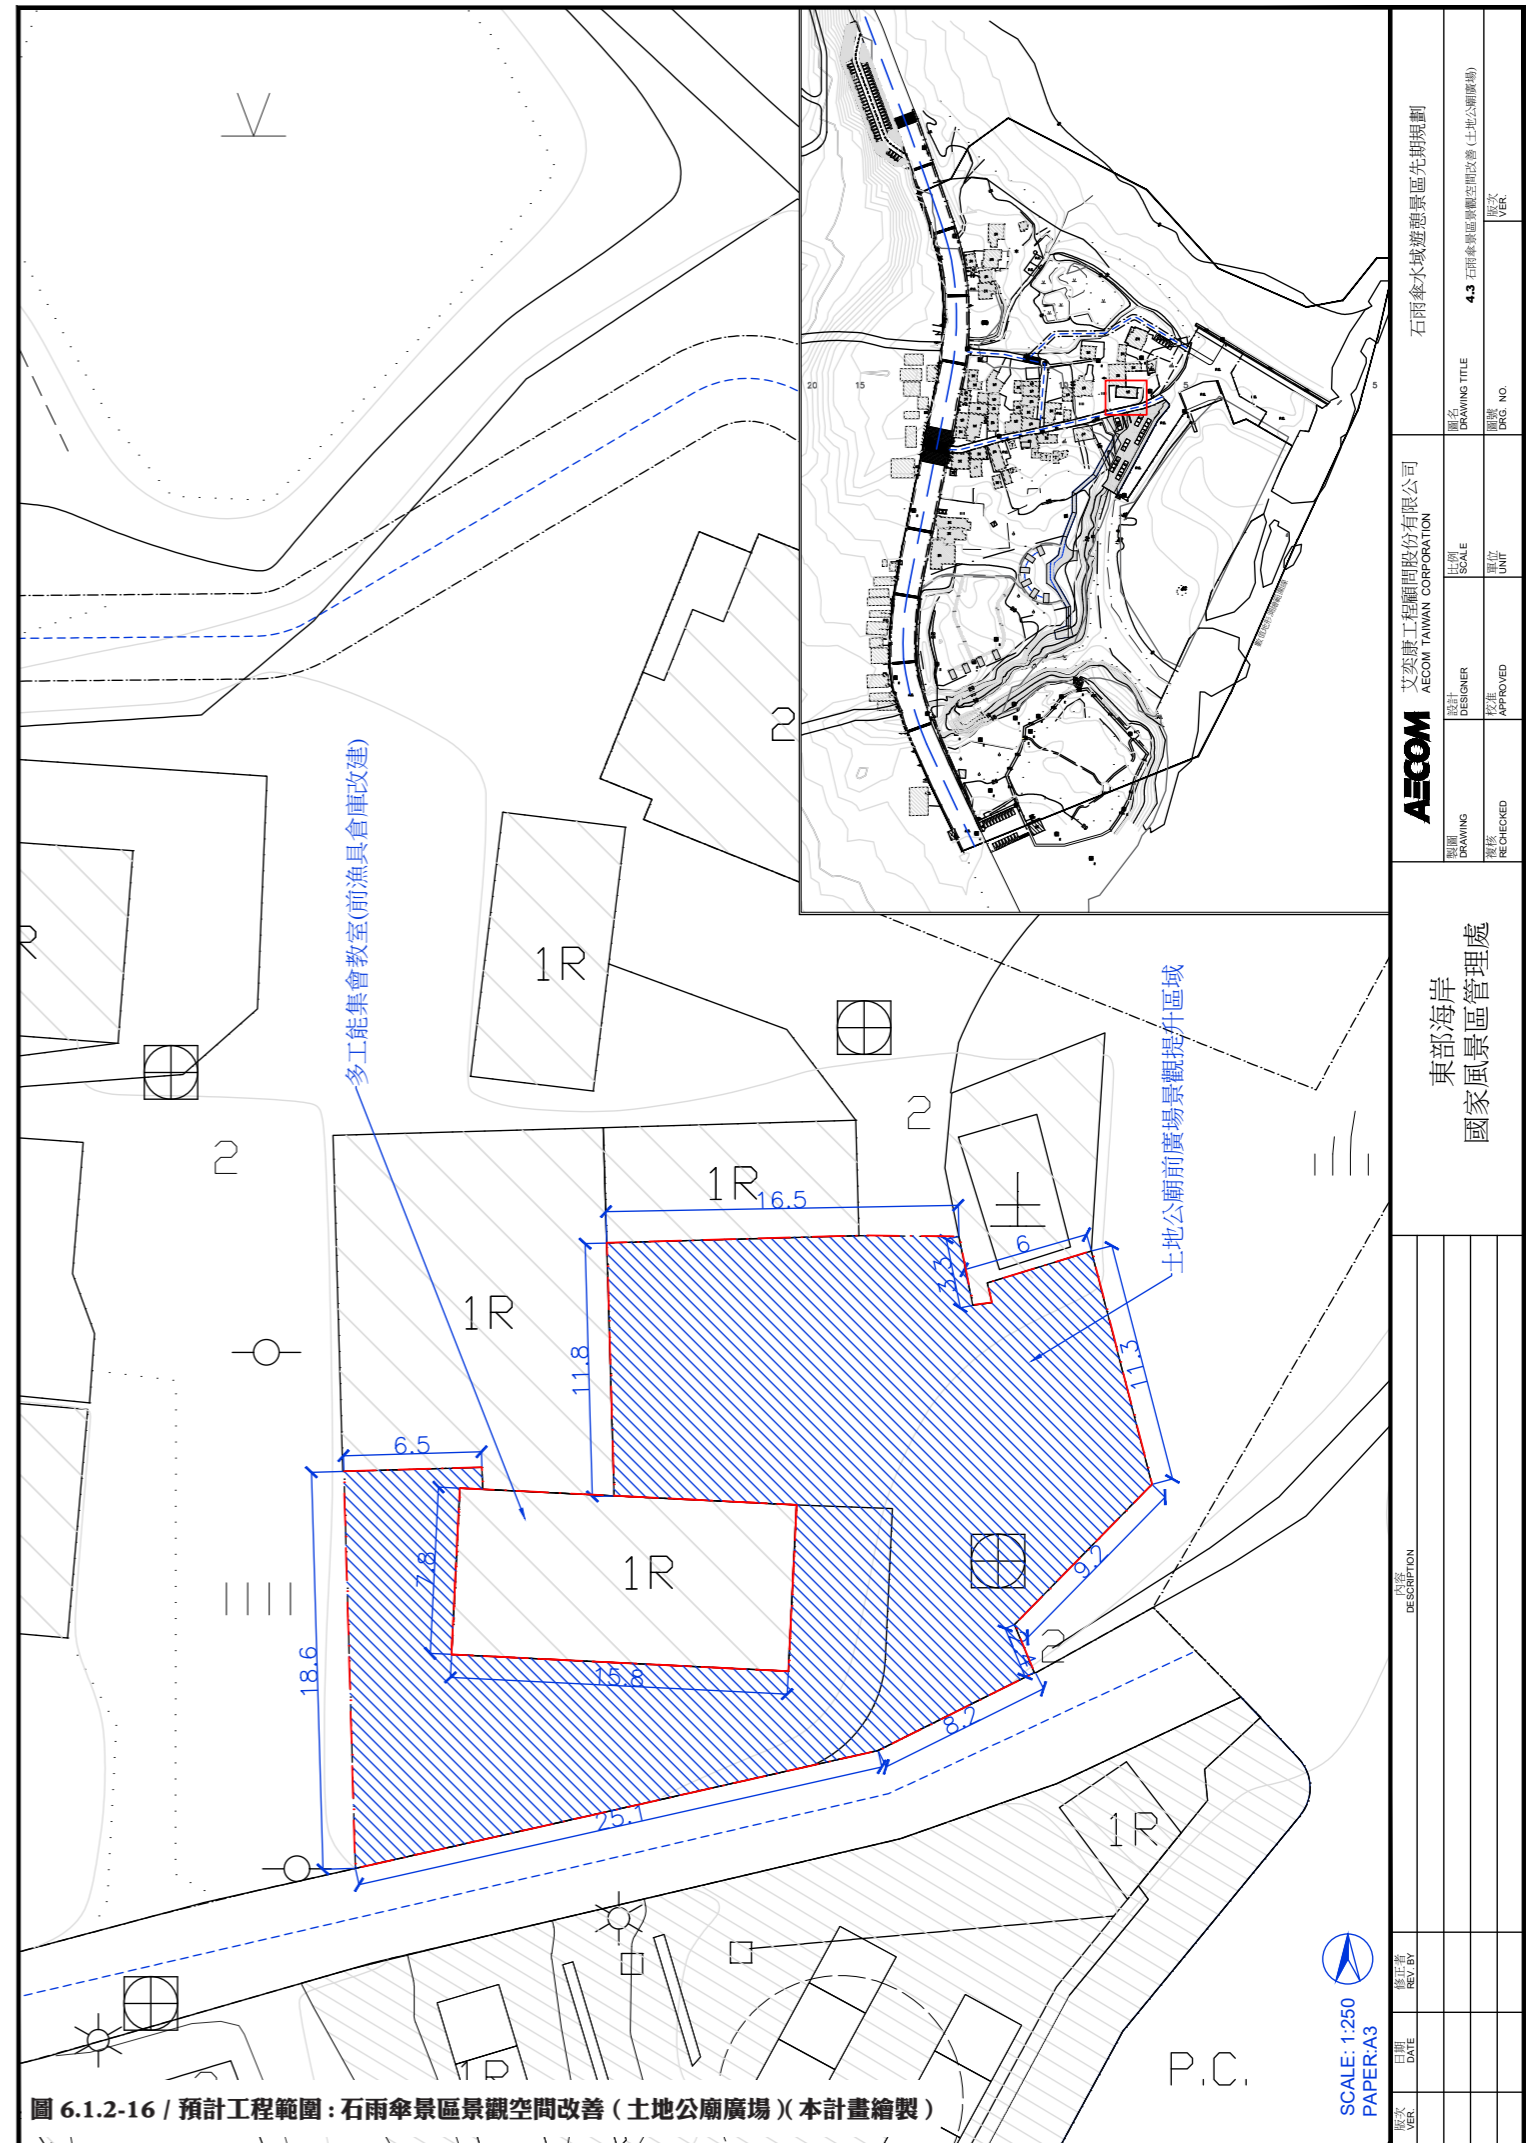 多工能集會教室(前漁具倉庫改建)
土地公廟前廣場景觀提升區域
2
1R
2
2
1R
1R
1R
2
1R
1R
P.C.
16.5
3.3
6
11.8
11.3
6.5
7.8
15.8
18.6
9.2
8.2
25.1
20
15
10
5
5
SCALE: 1:250
PAPER:A3
石雨傘水域遊憩景區先期規劃
圖名
DRAWING TITLE
4.3 石雨傘景區景觀空間改善 (土地公廟廣場)
圖號
DRG. NO.
版次
VER.
AECOM
艾奕康工程顧問股份有限公司
AECOM TAIWAN CORPORATION
製圖
DRAWING
設計
DESIGNER
比例
SCALE
複核
RECHECKED
校准
APPROVED
單位
UNIT
東部海岸
國家風景區管理處
內容
DESCRIPTION
修正者
REV. BY
日期
DATE
版次
VER.
圖 6.1.2-16 / 預計工程範圍 : 石雨傘景區景觀空間改善 ( 土地公廟廣場 )( 本計畫繪製 )